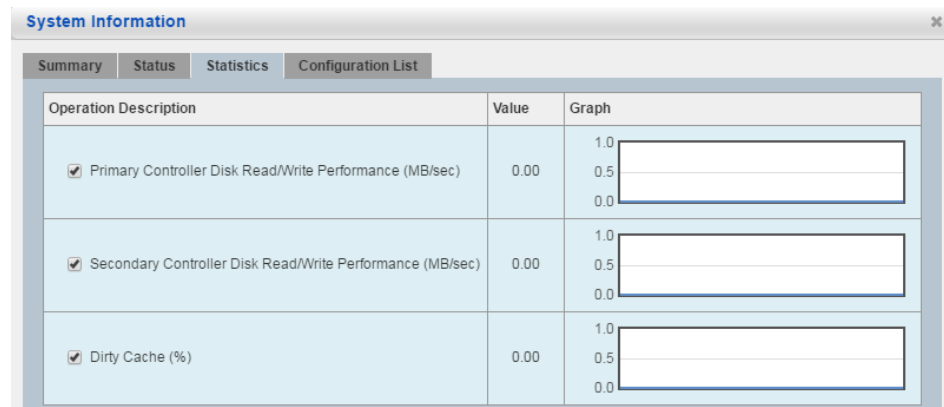 System Information
Summary Status Statistics Configuration List
Operation Description Value Graph
Primary Controller Disk Read/Write Performance (MB/sec) 0.00
1.0
0.5
0.0
Secondary Controller Disk Read/Write Performance (MB/sec) 0.00
1.0
0.5
0.0
Dirty Cache (%) 0.00
1.0
0.5
0.0